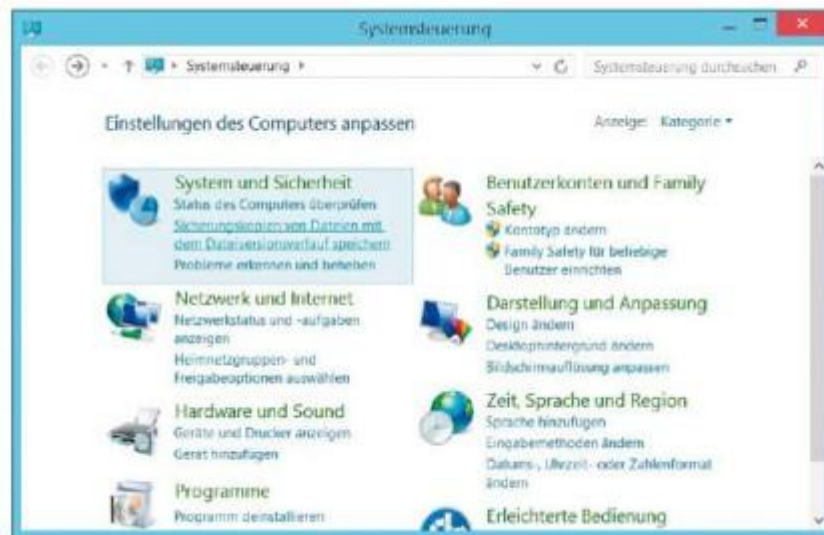 Systemsteuerung
Systemsteuerung
Systemsteuerung durchsuchen
Einstellungen des Computers anpassen
Anzeige: Kategorie
System und Sicherheit
Status des Computers überprüfen
Sicherungskopien von Dateien mit
dem Dateiversionsverlauf speichern
Probleme erkennen und beheben
Netzwerk und Internet
Netzwerkstatus und -aufgaben
anzeigen
Heimnetzgruppen- und
Freigabeoptionen auswählen
Hardware und Sound
Geräte und Drucker anzeigen
Gerät hinzufügen
Programme
Programm deinstallieren
Benutzerkonten und Family
Safety
Kontotyp ändern
Family Safety für beliebige
Benutzer einrichten
Darstellung und Anpassung
Design ändern
Desktophintergrund ändern
Bildschirmauflösung anpassen
Zeit, Sprache und Region
Sprache hinzufügen
Eingabemethoden ändern
Datums-, Uhrzeit- oder Zahlenformat
ändern
Erleichterte Bedienung